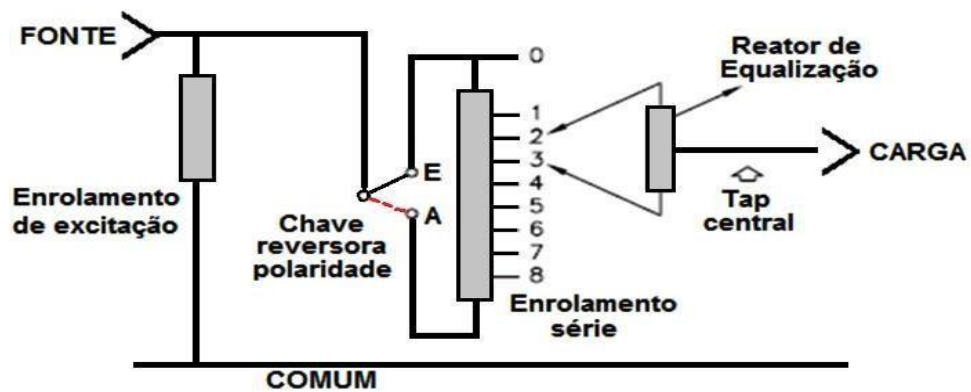 FONTE
Enrolamento
de excitação
Chave
reversora
polaridade
E
A
0
1
2
3
4
5
6
7
8
Enrolamento
série
Reator de
Equalização
CARGA
Tap
central
COMUM